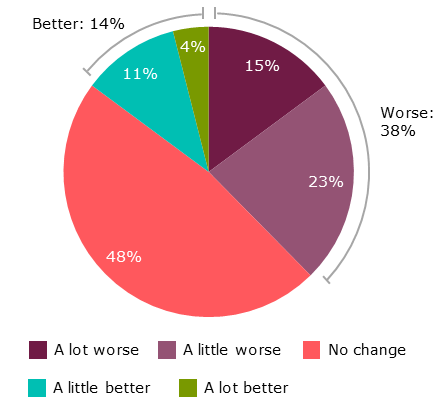 Better: 14%
4%
15%
11%
Worse:
38%
23%
48%
A lot worse
A little worse
No change
A little better
A lot better